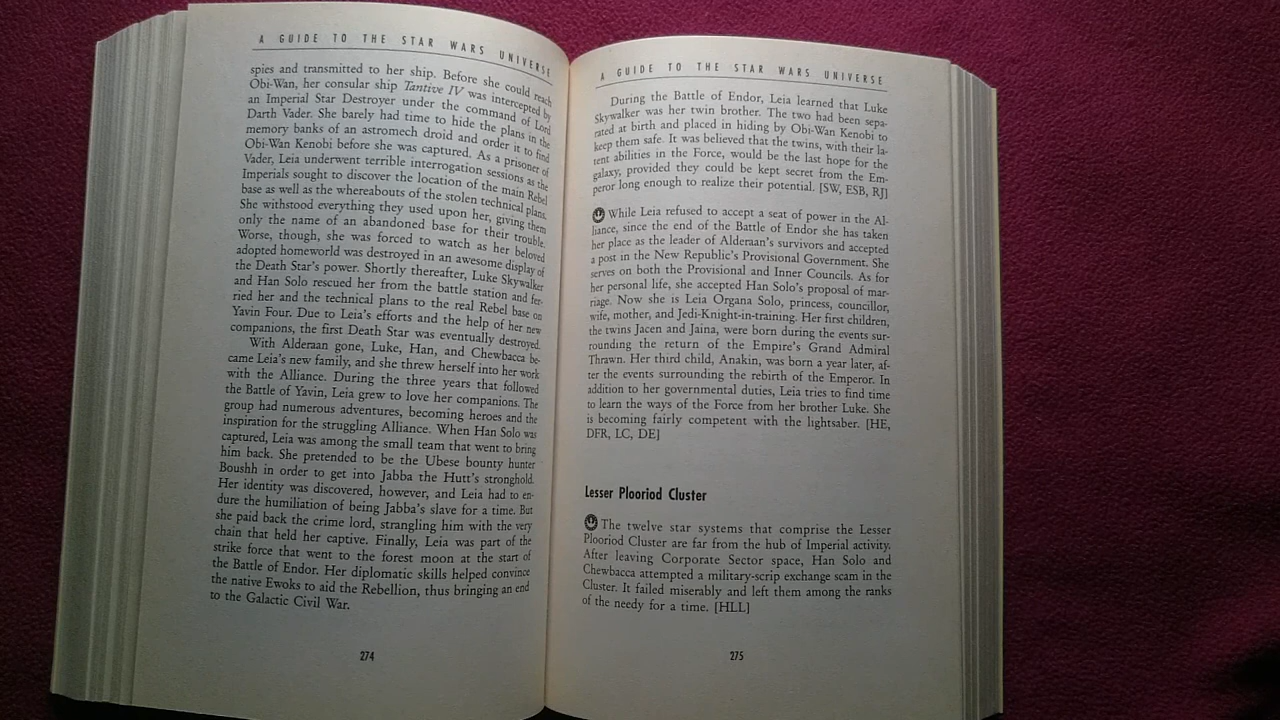 A GUIDE TO THE STAR WARS UNIVERSE
spies and transmitted to her ship. Before she could reach
Obi-Wan, her consular ship Tantive IV was intercepted by
an Imperial Star Destroyer under the command of Lord
Darth Vader. She barely had time to hide the plans in the
memory banks of an astromech droid and order it to find
Obi-Wan Kenobi before she was captured. As a prisoner of
Vader, Leia underwent terrible interrogation sessions as the
Imperials sought to discover the location of the main Rebel
base as well as the whereabouts of the stolen technical plans.
She withstood everything they used upon her, giving them
only the name of an abandoned base for their trouble.
Worse, though, she was forced to watch as her beloved
adopted homeworld was destroyed in an awesome display of
the Death Star's power. Shortly thereafter, Luke Skywalker
and Han Solo rescued her from the battle station and fer-
ried her and the technical plans to the real Rebel base on
Yavin Four. Due to Leia's efforts and the help of her new
companions, the first Death Star was eventually destroyed.
With Alderaan gone, Luke, Han, and Chewbacca be-
came Leia's new family, and she threw herself into her work
with the Alliance. During the three years that followed
the Battle of Yavin, Leia grew to love her companions. The
group had numerous adventures, becoming heroes and the
inspiration for the struggling Alliance. When Han Solo was
captured, Leia was among the small team that went to bring
him back. She pretended to be the Ubese bounty hunter
Boushh in order to get into Jabba the Hutt's stronghold.
Her identity was discovered, however, and Leia had to en-
dure the humiliation of being Jabba's slave for a time. But
she paid back the crime lord, strangling him with the very
chain that held her captive. Finally, Leia was part of the
strike force that went to the forest moon at the start of
the Battle of Endor. Her diplomatic skills helped convince
the native Ewoks to aid the Rebellion, thus bringing an end
to the Galactic Civil War.
274
A GUIDE TO THE STAR WARS UNIVERSE
During the Battle of Endor, Leia learned that Luke
Skywalker was her twin brother. The two had been sepa-
rated at birth and placed in hiding by Obi-Wan Kenobi to
keep them safe. It was believed that the twins, with their la-
tent abilities in the Force, would be the last hope for the
galaxy, provided they could be kept secret from the Em-
peror long enough to realize their potential. [SW, ESB, RJ]
While Leia refused to accept a seat of power in the Al-
liance, since the end of the Battle of Endor she has taken
her place as the leader of Alderaan's survivors and accepted
a post in the New Republic's Provisional Government. She
serves on both the Provisional and Inner Councils. As for
her personal life, she accepted Han Solo's proposal of mar-
riage. Now she is Leia Organa Solo, princess, councillor,
wife, mother, and Jedi-Knight-in-training. Her first children,
the twins Jacen and Jaina, were born during the events sur-
rounding the return of the Empire's Grand Admiral
Thrawn. Her third child, Anakin, was born a year later, af-
ter the events surrounding the rebirth of the Emperor. In
addition to her governmental duties, Leia tries to find time
to learn the ways of the Force from her brother Luke. She
is becoming fairly competent with the lightsaber. [HE,
DFR, LC, DE]
Lesser Plooriod Cluster
The twelve star systems that comprise the Lesser
Plooriod Cluster are far from the hub of Imperial activity.
After leaving Corporate Sector space, Han Solo and
Chewbacca attempted a military-scrip exchange scam in the
Cluster. It failed miserably and left them among the ranks
of the needy for a time. [HLL]
275